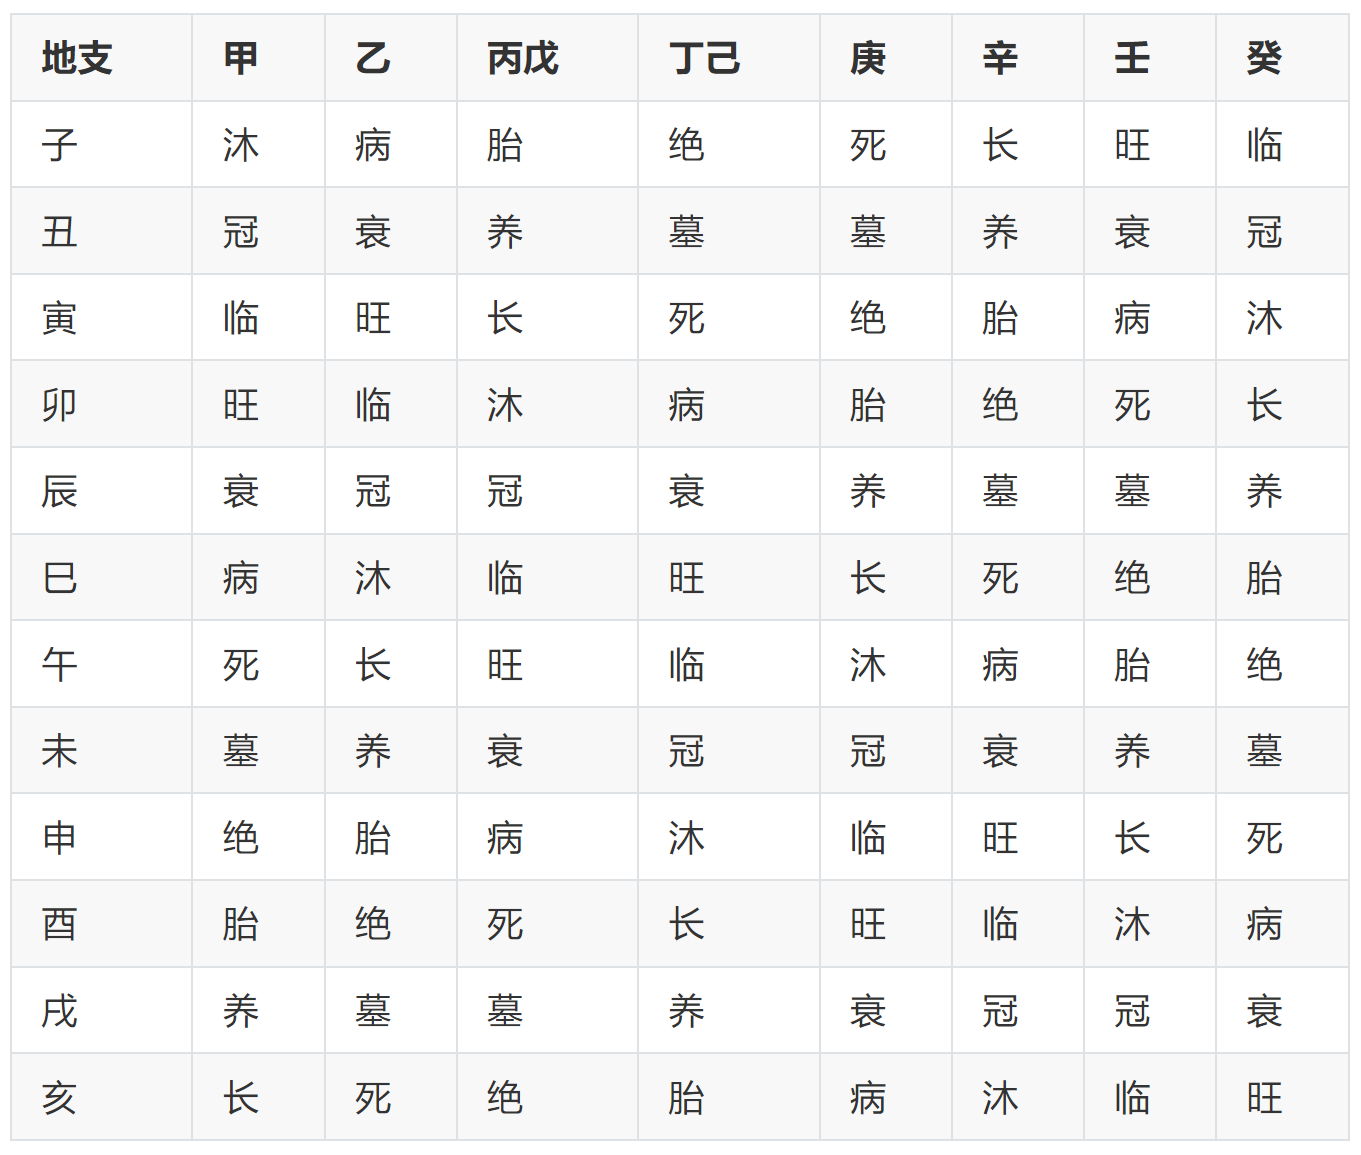 地支 甲 乙 丙戊 丁己 庚 辛 壬 癸
子 沐 病 胎 绝 死 长 旺 临
丑 冠 衰 养 墓 墓 养 衰 冠
寅 临 旺 长 死 绝 胎 病 沐
卯 旺 临 沐 病 胎 绝 死 长
辰 衰 冠 冠 衰 养 墓 墓 养
巳 病 沐 临 旺 长 死 绝 胎
午 死 长 旺 临 沐 病 胎 绝
未 墓 养 衰 冠 冠 衰 养 墓
申 绝 胎 病 沐 临 旺 长 死
酉 胎 绝 死 长 旺 临 沐 病
戌 养 墓 墓 养 衰 冠 冠 衰
亥 长 死 绝 胎 病 沐 临 旺